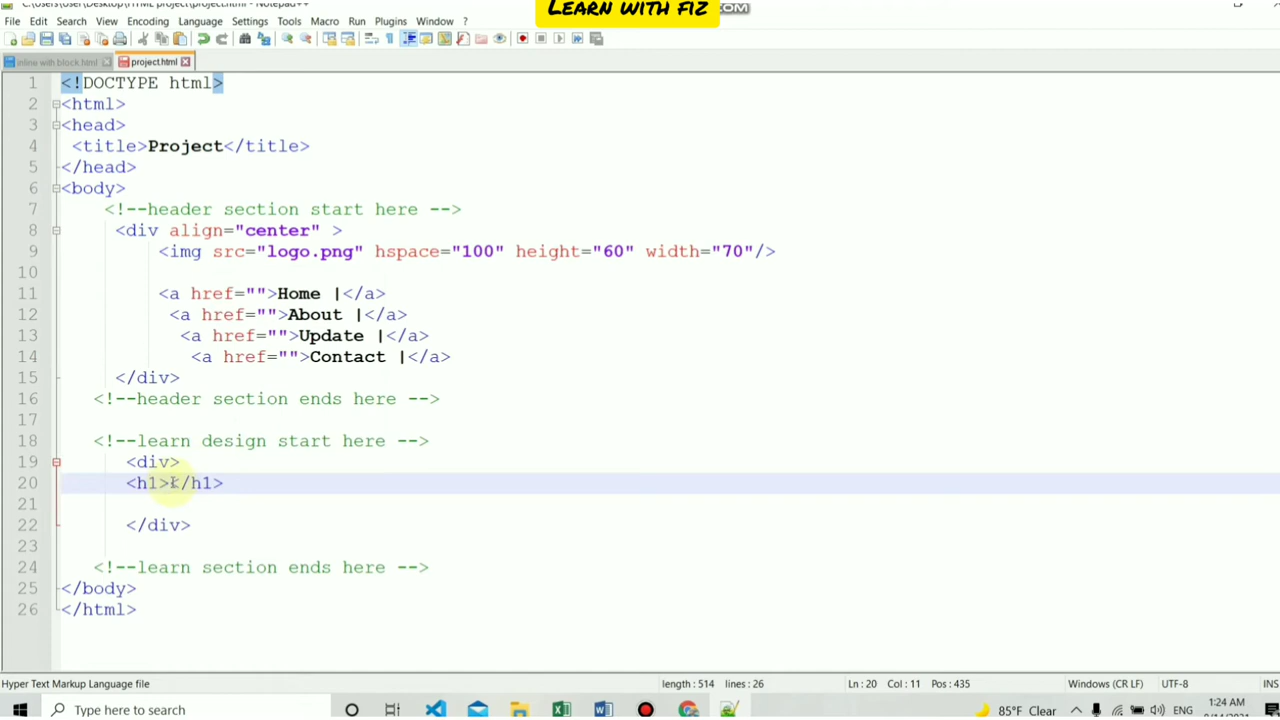 LEARN WITH FIZ
File Edit Search View Encoding Language Settings Tools Macro Run Plugins Window ?
inline with block.html project.html
1 <!DOCTYPE html>
2 <html>
3 <head>
4 <title>Project</title>
5 </head>
6 <body>
7 <!--header section start here -->
8 <div align="center" >
9 <img src="logo.png" hspace="100" height="60" width="70"/>
10
11 <a href="">Home |</a>
12 <a href="">About |</a>
13 <a href="">Update |</a>
14 <a href="">Contact |</a>
15 </div>
16 <!--header section ends here -->
17
18 <!--learn design start here -->
19 <div>
20 <h1></h1>
21
22 </div>
23
24 <!--learn section ends here -->
25 </body>
26 </html>
Hyper Text Markup Language file length : 514 lines : 26 Ln : 20 Col : 11 Pos : 435 Windows (CR LF) UTF-8 INS
Type here to search 85°F Clear ENG 1:24 AM